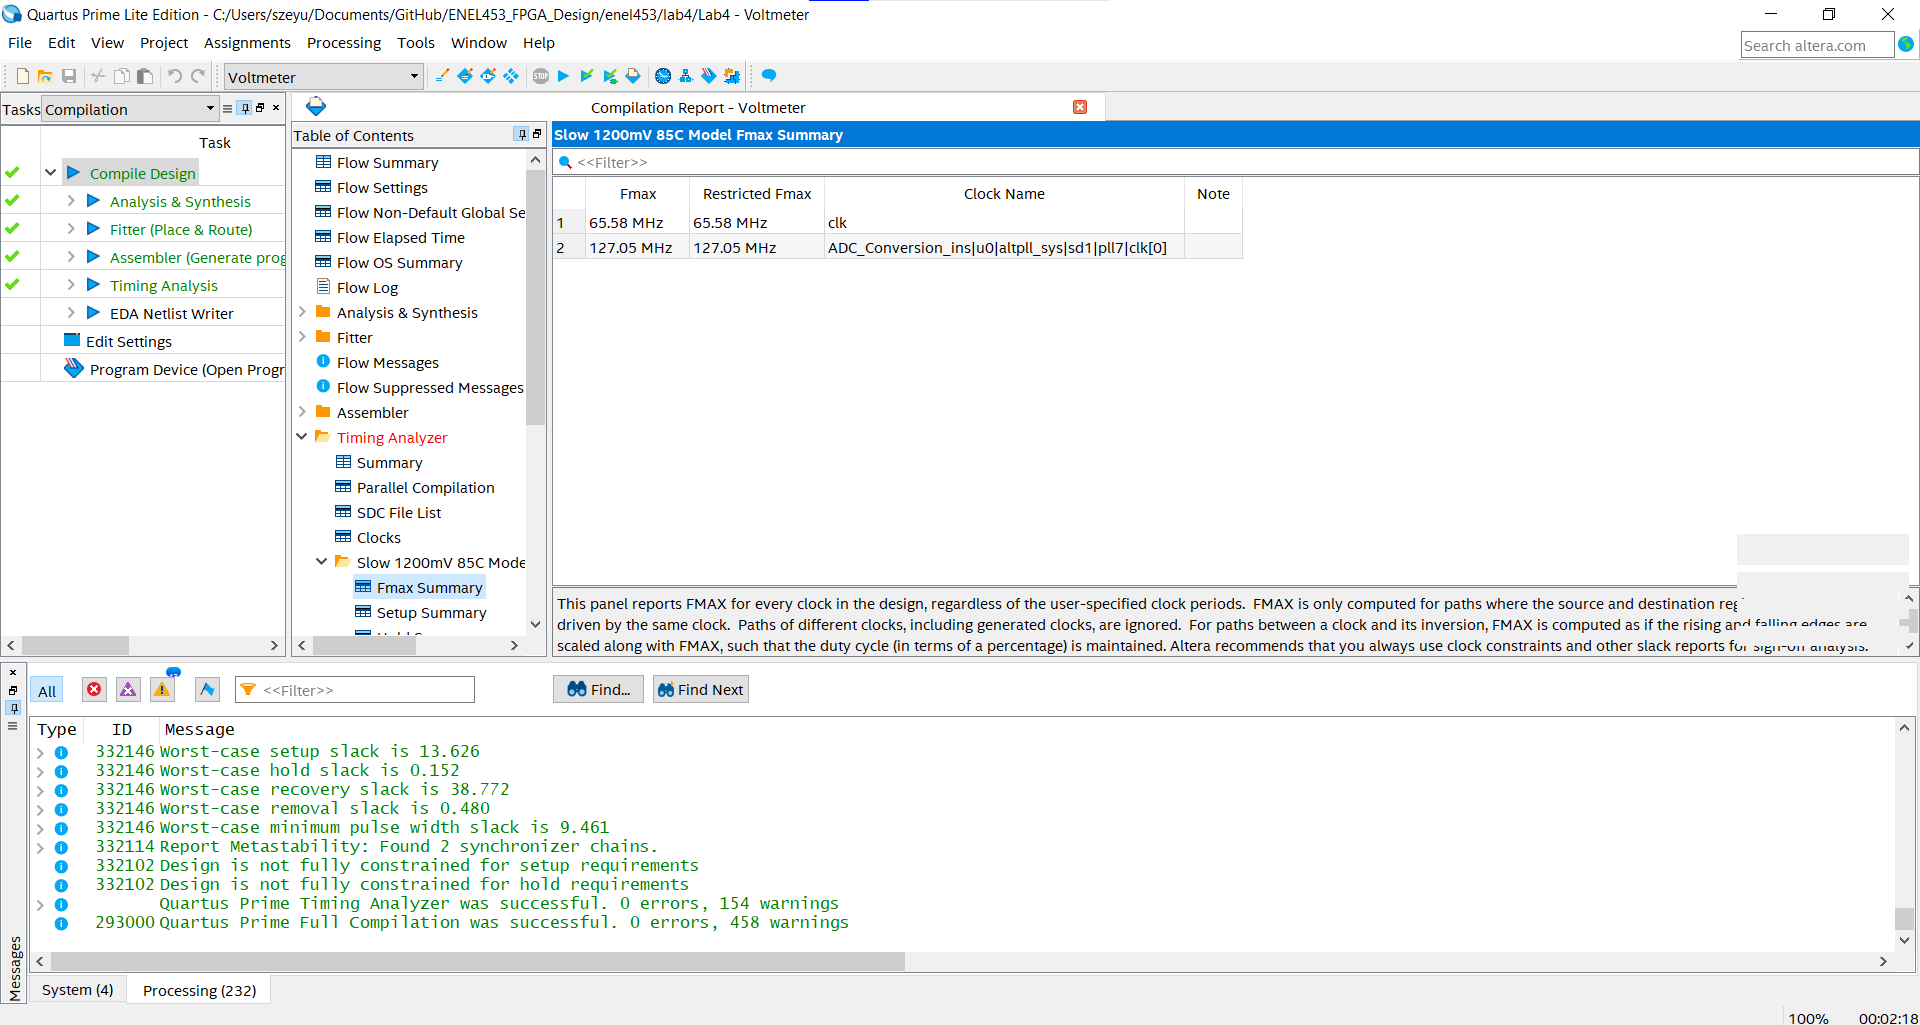 Quartus Prime Lite Edition - C:/Users/szeyu/Documents/GitHub/ENEL453_FPGA_Design/enel453/lab4/Lab4 - Voltmeter
File Edit View Project Assignments Processing Tools Window Help
Search altera.com
Voltmeter
STOP
Tasks Compilation
Task
Compile Design
Analysis & Synthesis
Fitter (Place & Route)
Assembler (Generate prog
Timing Analysis
EDA Netlist Writer
Edit Settings
Program Device (Open Progr
Compilation Report - Voltmeter
Table of Contents
Flow Summary
Flow Settings
Flow Non-Default Global Se
Flow Elapsed Time
Flow OS Summary
Flow Log
Analysis & Synthesis
Fitter
Flow Messages
Flow Suppressed Messages
Assembler
Timing Analyzer
Summary
Parallel Compilation
SDC File List
Clocks
Slow 1200mV 85C Mode
Fmax Summary
Setup Summary
Slow 1200mV 85C Model Fmax Summary
<<Filter>>
Fmax Restricted Fmax Clock Name Note
1 65.58 MHz 65.58 MHz clk
2 127.05 MHz 127.05 MHz ADC_Conversion_ins|u0|altpll_sys|sd1|pll7|clk[0]
This panel reports FMAX for every clock in the design, regardless of the user-specified clock periods. FMAX is only computed for paths where the source and destination reg
driven by the same clock. Paths of different clocks, including generated clocks, are ignored. For paths between a clock and its inversion, FMAX is computed as if the rising and falling edges are
scaled along with FMAX, such that the duty cycle (in terms of a percentage) is maintained. Altera recommends that you always use clock constraints and other slack reports for sign-off analysis.
All
<<Filter>>
Find... Find Next
Type ID Message
332146 Worst-case setup slack is 13.626
332146 Worst-case hold slack is 0.152
332146 Worst-case recovery slack is 38.772
332146 Worst-case removal slack is 0.480
332146 Worst-case minimum pulse width slack is 9.461
332114 Report Metastability: Found 2 synchronizer chains.
332102 Design is not fully constrained for setup requirements
332102 Design is not fully constrained for hold requirements
Quartus Prime Timing Analyzer was successful. 0 errors, 154 warnings
293000 Quartus Prime Full Compilation was successful. 0 errors, 458 warnings
Messages
System (4) Processing (232)
100% 00:02:18